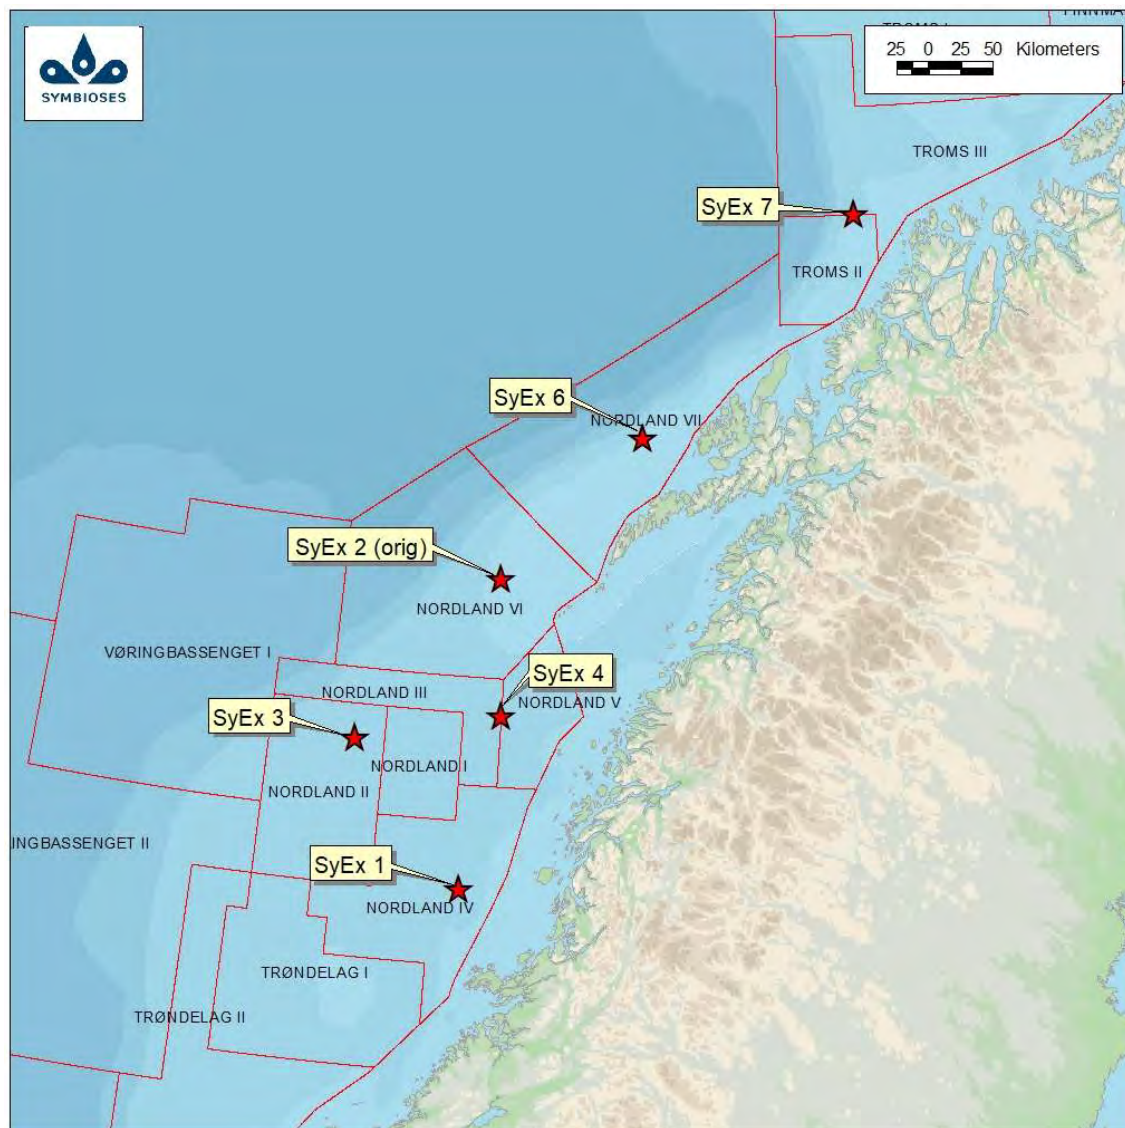 FINNMA
TROMS I
25 0 25 50 Kilometers
SYMBIOSES
TROMS III
SyEx 7
TROMS II
SyEx 6
NORDLAND VII
SyEx 2 (orig)
NORDLAND VI
VØRINGBASSENGET I
SyEx 4
NORDLAND III
NORDLAND V
SyEx 3
NORDLAND I
NORDLAND II
INGBASSENGET II
SyEx 1
NORDLAND IV
TRØNDELAG I
TRØNDELAG II